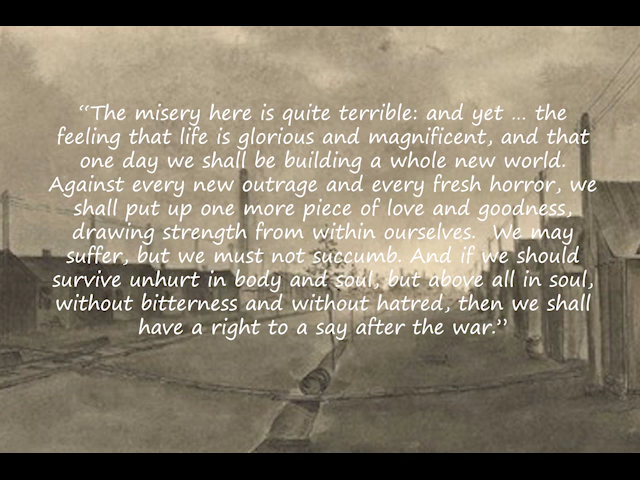 “The misery here is quite terrible: and yet ... the
feeling that life is glorious and magnificent, and that
one day we shall be building a whole new world.
Against every new outrage and every fresh horror, we
shall put up one more piece of love and goodness,
drawing strength from within ourselves.  We may
suffer, but we must not succumb. And if we should
survive unhurt in body and soul, but above all in soul,
without bitterness and without hatred, then we shall
have a right to a say after the war.”